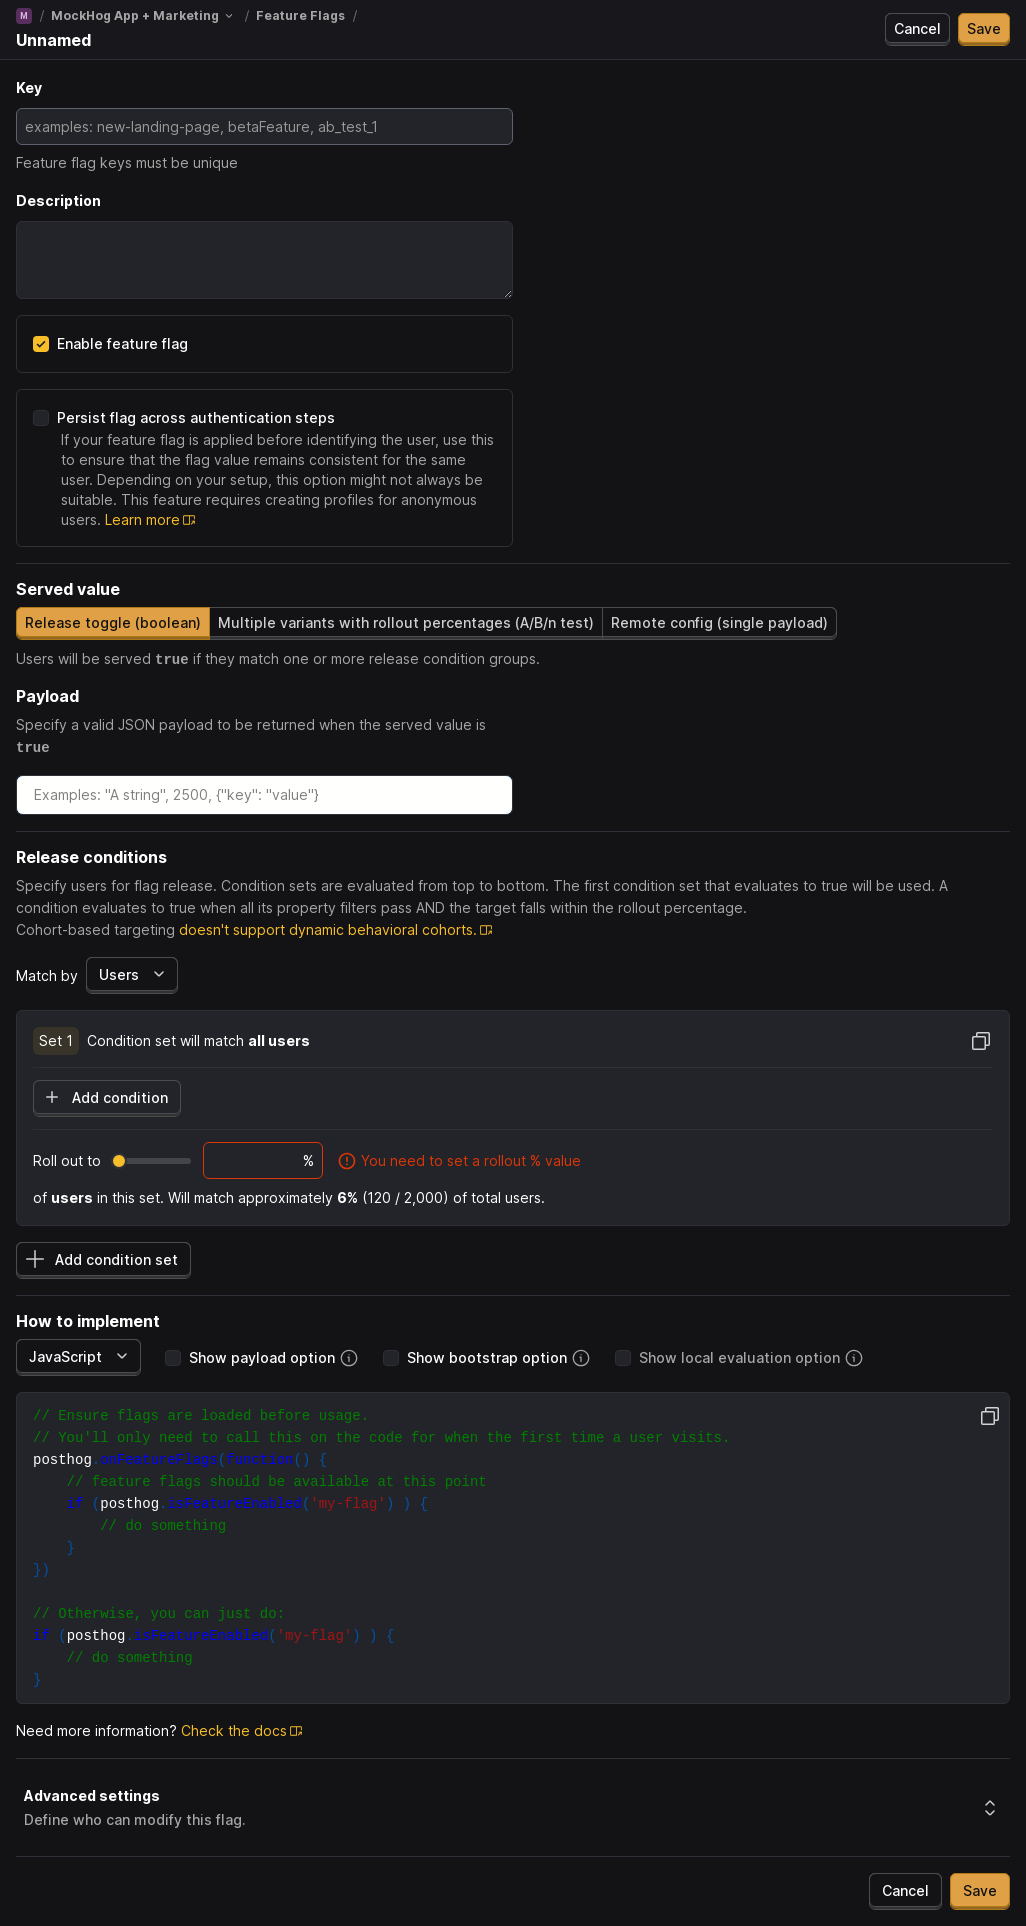 M / MockHog App + Marketing / Feature Flags /
Unnamed
Cancel
Save
Key
examples: new-landing-page, betaFeature, ab_test_1
Feature flag keys must be unique
Description
Enable feature flag
Persist flag across authentication steps
If your feature flag is applied before identifying the user, use this
to ensure that the flag value remains consistent for the same
user. Depending on your setup, this option might not always be
suitable. This feature requires creating profiles for anonymous
users. Learn more
Served value
Release toggle (boolean)
Multiple variants with rollout percentages (A/B/n test)
Remote config (single payload)
Users will be served true if they match one or more release condition groups.
Payload
Specify a valid JSON payload to be returned when the served value is
true
Examples: "A string", 2500, {"key": "value"}
Release conditions
Specify users for flag release. Condition sets are evaluated from top to bottom. The first condition set that evaluates to true will be used. A
condition evaluates to true when all its property filters pass AND the target falls within the rollout percentage.
Cohort-based targeting doesn't support dynamic behavioral cohorts.
Match by Users
Set 1 Condition set will match all users
Add condition
Roll out to % You need to set a rollout % value
of users in this set. Will match approximately 6% (120 / 2,000) of total users.
Add condition set
How to implement
JavaScript
Show payload option
Show bootstrap option
Show local evaluation option
// Ensure flags are loaded before usage.
// You'll only need to call this on the code for when the first time a user visits.
posthog.onFeatureFlags(function() {
    // feature flags should be available at this point
    if (posthog.isFeatureEnabled('my-flag') ) {
        // do something
    }
})
// Otherwise, you can just do:
if (posthog.isFeatureEnabled('my-flag') ) {
    // do something
}
Need more information? Check the docs
Advanced settings
Define who can modify this flag.
Cancel
Save